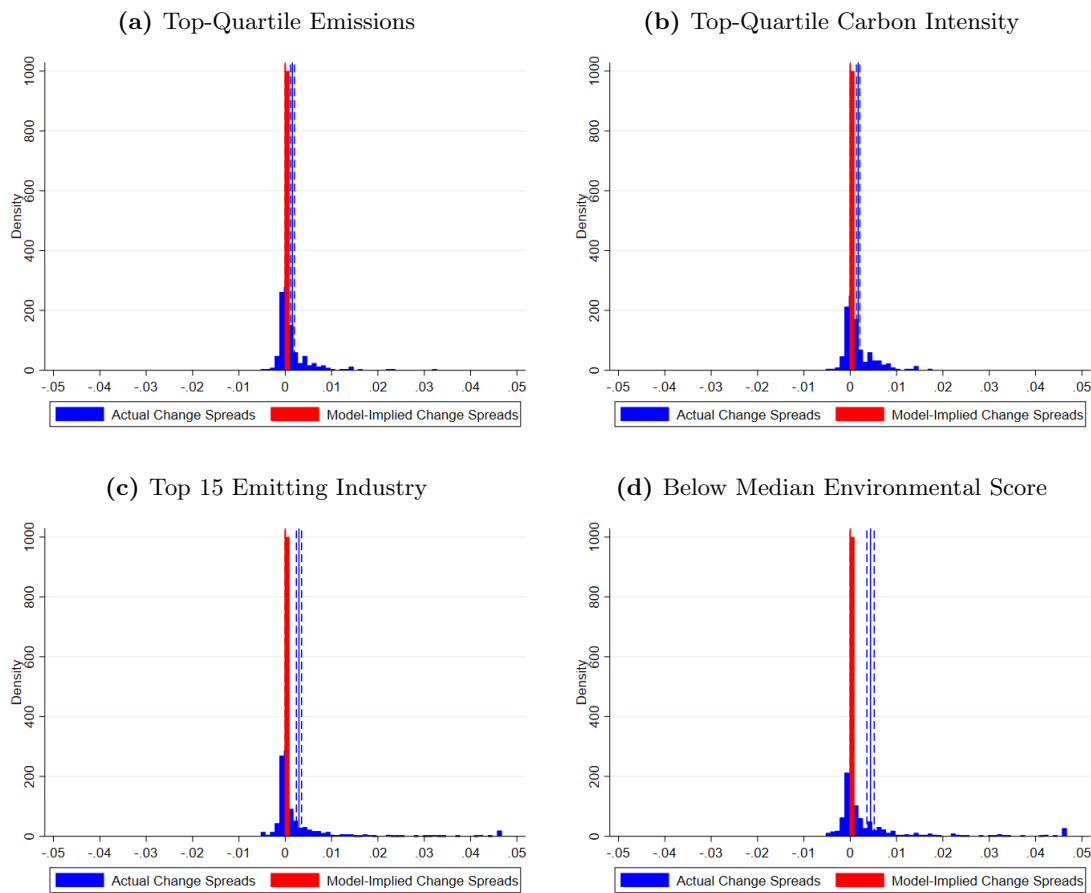 (a) Top-Quartile Emissions
(b) Top-Quartile Carbon Intensity
Density
0 200 400 600 800 1000
-.05 -.04 -.03 -.02 -.01 0 .01 .02 .03 .04 .05
Actual Change Spreads Model-Implied Change Spreads
Density
0 200 400 600 800 1000
-.05 -.04 -.03 -.02 -.01 0 .01 .02 .03 .04 .05
Actual Change Spreads Model-Implied Change Spreads
(c) Top 15 Emitting Industry
(d) Below Median Environmental Score
Density
0 200 400 600 800 1000
-.05 -.04 -.03 -.02 -.01 0 .01 .02 .03 .04 .05
Actual Change Spreads Model-Implied Change Spreads
Density
0 200 400 600 800 1000
-.05 -.04 -.03 -.02 -.01 0 .01 .02 .03 .04 .05
Actual Change Spreads Model-Implied Change Spreads